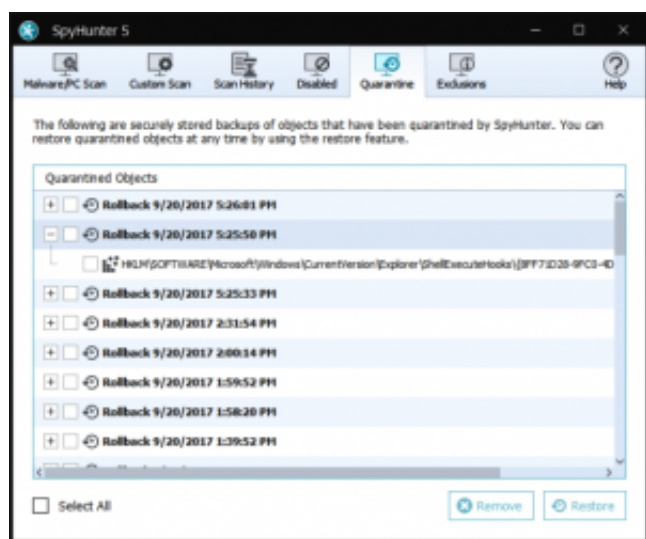 SpyHunter 5
Malware/PC Scan
Custom Scan
Scan History
Disabled
Quarantine
Exclusions
Help
The following are securely stored backups of objects that have been quarantined by SpyHunter. You can
restore quarantined objects at any time by using the restore feature.
Quarantined Objects
Rollback 9/20/2017 5:26:01 PM
Rollback 9/20/2017 5:25:50 PM
HKLM\SOFTWARE\Microsoft\Windows\CurrentVersion\Explorer\ShellExecuteHooks\
Rollback 9/20/2017 5:25:33 PM
Rollback 9/20/2017 2:31:54 PM
Rollback 9/20/2017 2:00:14 PM
Rollback 9/20/2017 1:59:52 PM
Rollback 9/20/2017 1:58:20 PM
Rollback 9/20/2017 1:39:52 PM
Select All
Remove
Restore